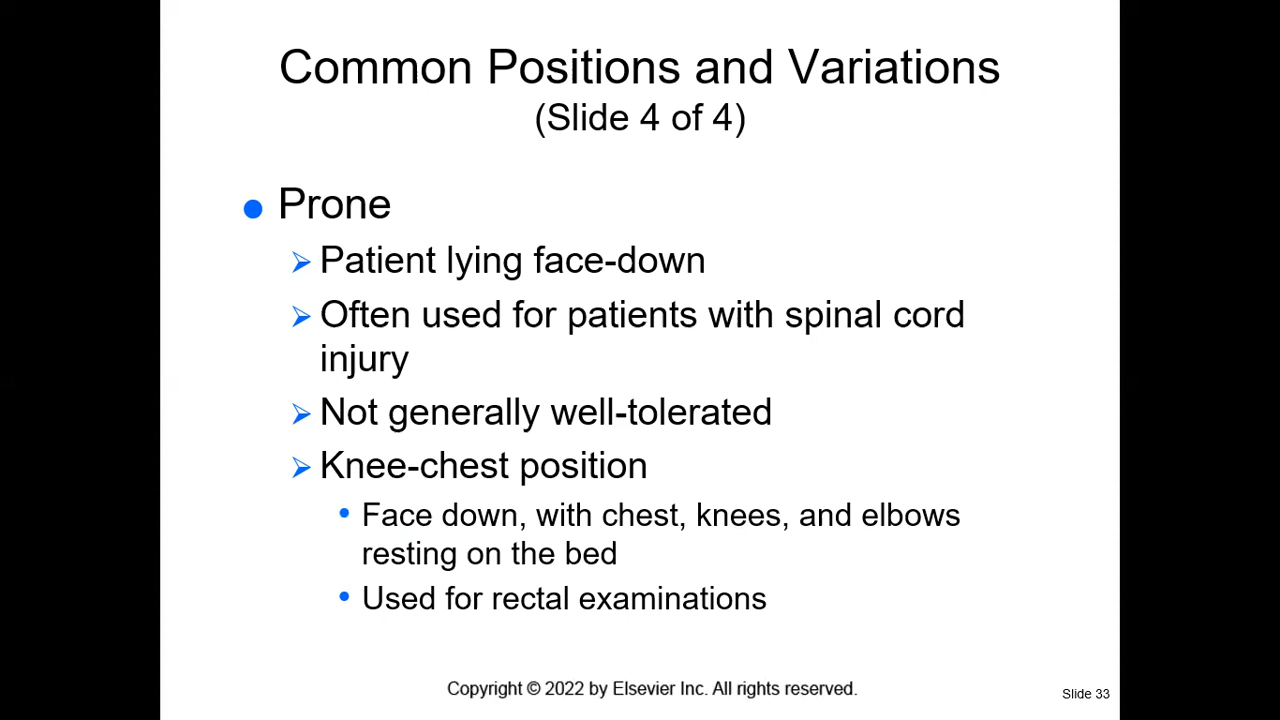 Common Positions and Variations
(Slide 4 of 4)
Prone
Patient lying face-down
Often used for patients with spinal cord
injury
Not generally well-tolerated
Knee-chest position
Face down, with chest, knees, and elbows
resting on the bed
Used for rectal examinations
Copyright © 2022 by Elsevier Inc. All rights reserved.
Slide 33